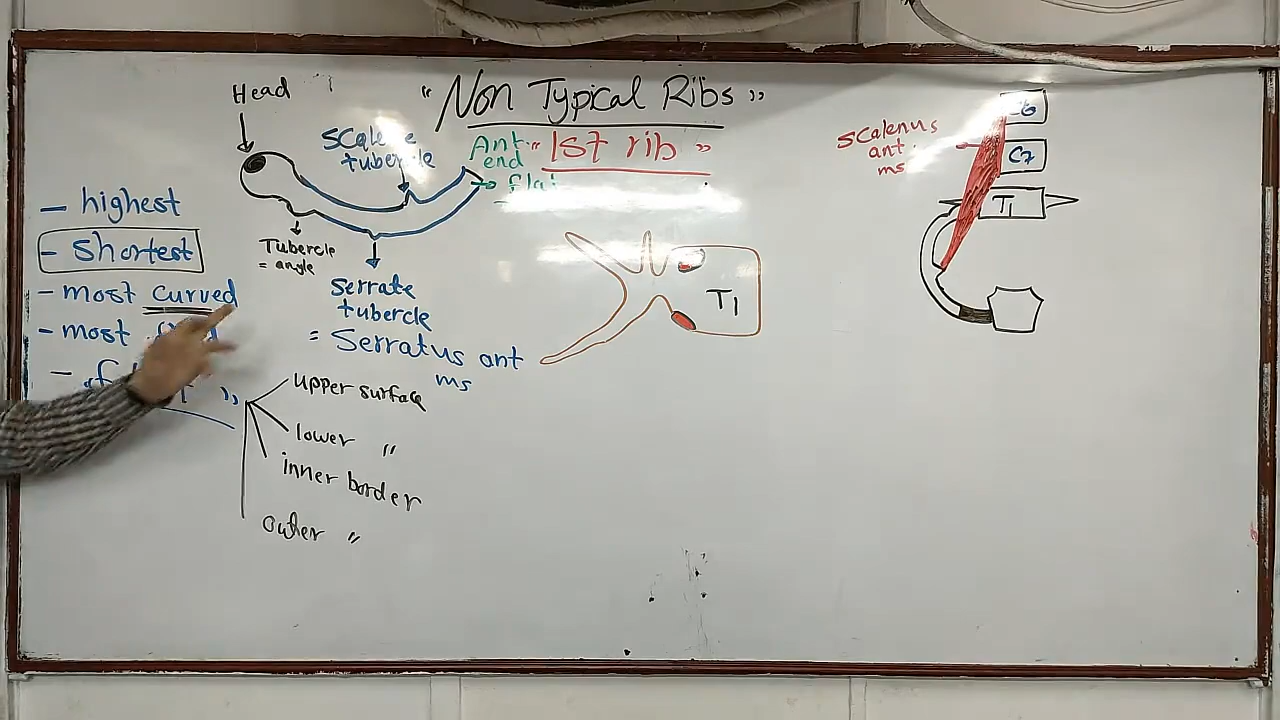 "Non Typical Ribs"
"1st rib"
Head
Scalene
tubercle
Ant.
end
Tubercle
= angle
Serrate
tubercle
= Serratus ant
ms
- highest
- shortest
- most curved
- most
-
upper surface
lower "
inner border
outer "
T1
Scalenus
ant.
ms
C6
C7
T1